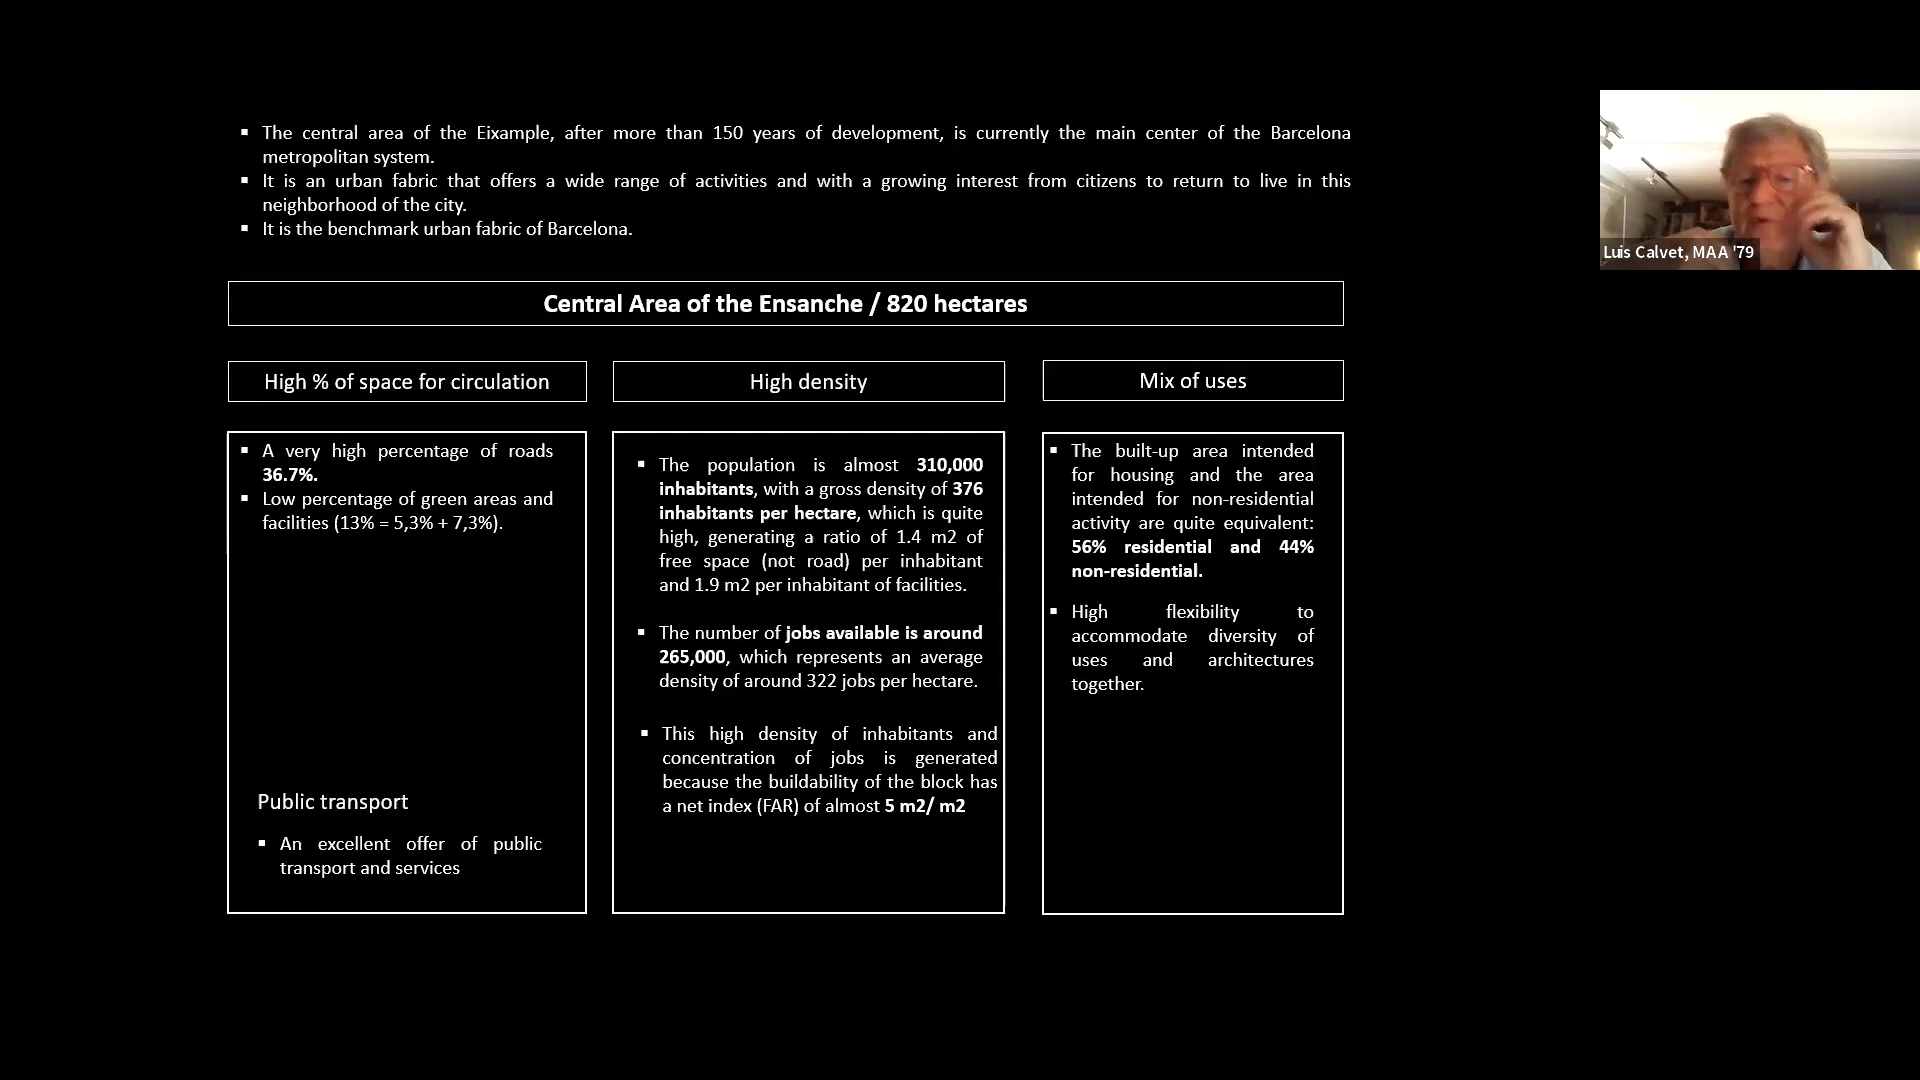 ▪ The central area of the Eixample, after more than 150 years of development, is currently the main center of the Barcelona
metropolitan system.
▪ It is an urban fabric that offers a wide range of activities and with a growing interest from citizens to return to live in this
neighborhood of the city.
▪ It is the benchmark urban fabric of Barcelona.
Luis Calvet, MAA '79
Central Area of the Ensanche / 820 hectares
High % of space for circulation
▪ A very high percentage of roads
36.7%.
▪ Low percentage of green areas and
facilities (13% = 5,3% + 7,3%).
Public transport
▪ An excellent offer of public
transport and services
High density
▪ The population is almost 310,000
inhabitants, with a gross density of 376
inhabitants per hectare, which is quite
high, generating a ratio of 1.4 m2 of
free space (not road) per inhabitant
and 1.9 m2 per inhabitant of facilities.
▪ The number of jobs available is around
265,000, which represents an average
density of around 322 jobs per hectare.
▪ This high density of inhabitants and
concentration of jobs is generated
because the buildability of the block has
a net index (FAR) of almost 5 m2/ m2
Mix of uses
▪ The built-up area intended
for housing and the area
intended for non-residential
activity are quite equivalent:
56% residential and 44%
non-residential.
▪ High flexibility to
accommodate diversity of
uses and architectures
together.